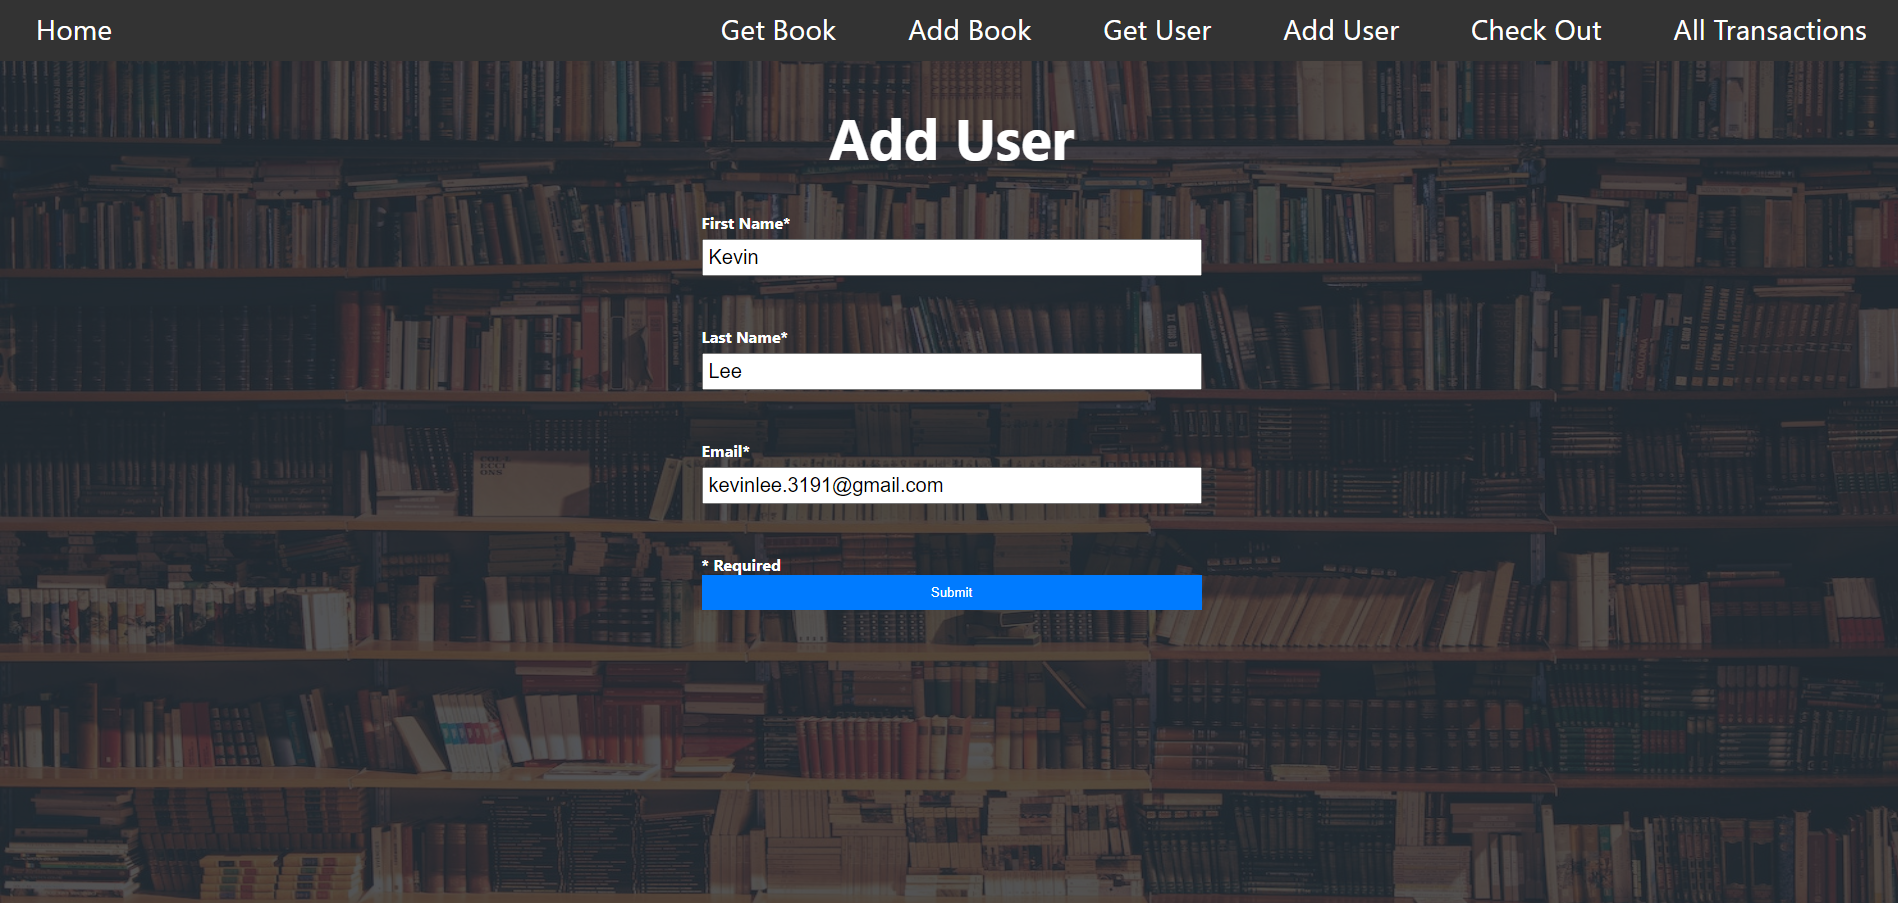 Home Get Book Add Book Get User Add User Check Out All Transactions
Add User
First Name*
Kevin
Last Name*
Lee
Email*
kevinlee.3191@gmail.com
* Required
Submit